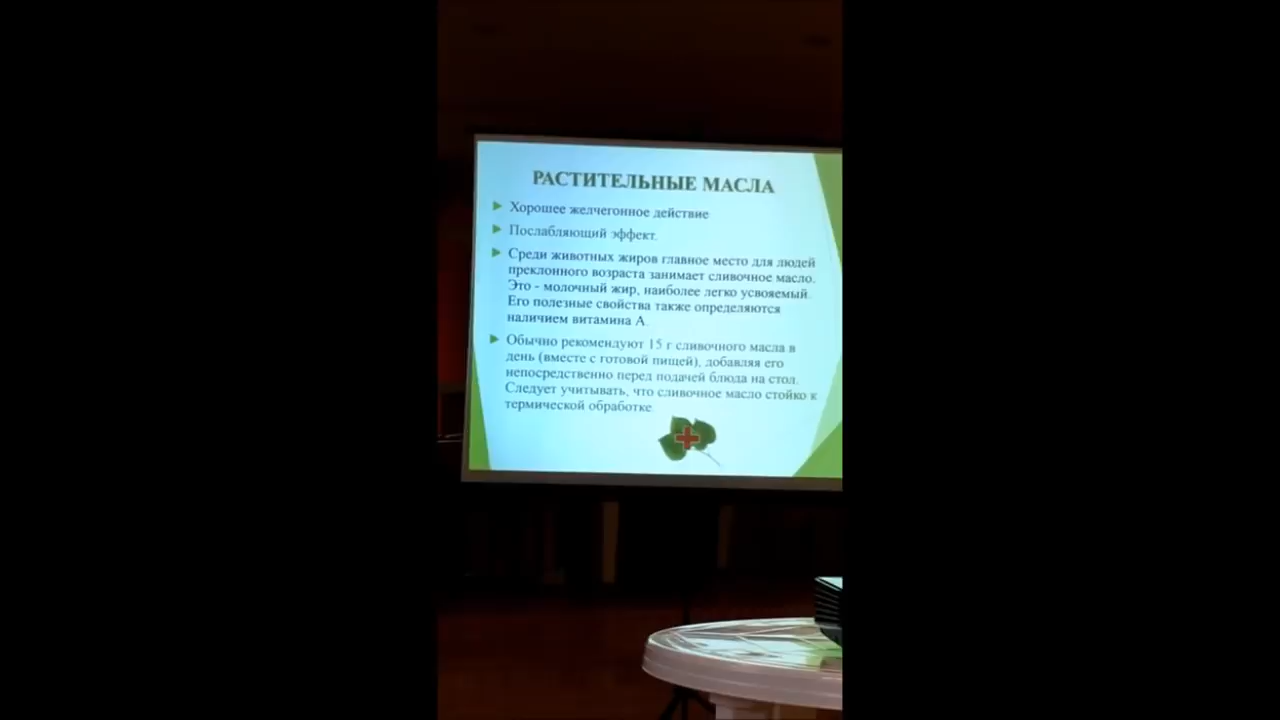 РАСТИТЕЛЬНЫЕ МАСЛА
Хорошее желчегонное действие
Послабляющий эффект.
Среди животных жиров главное место для людей
преклонного возраста занимает сливочное масло.
Это - молочный жир, наиболее легко усвояемый.
Его полезные свойства также определяются
наличием витамина А.
Обычно рекомендуют 15 г сливочного масла в
день (вместе с готовой пищей), добавляя его
непосредственно перед подачей блюда на стол.
Следует учитывать, что сливочное масло стойко к
термической обработке.